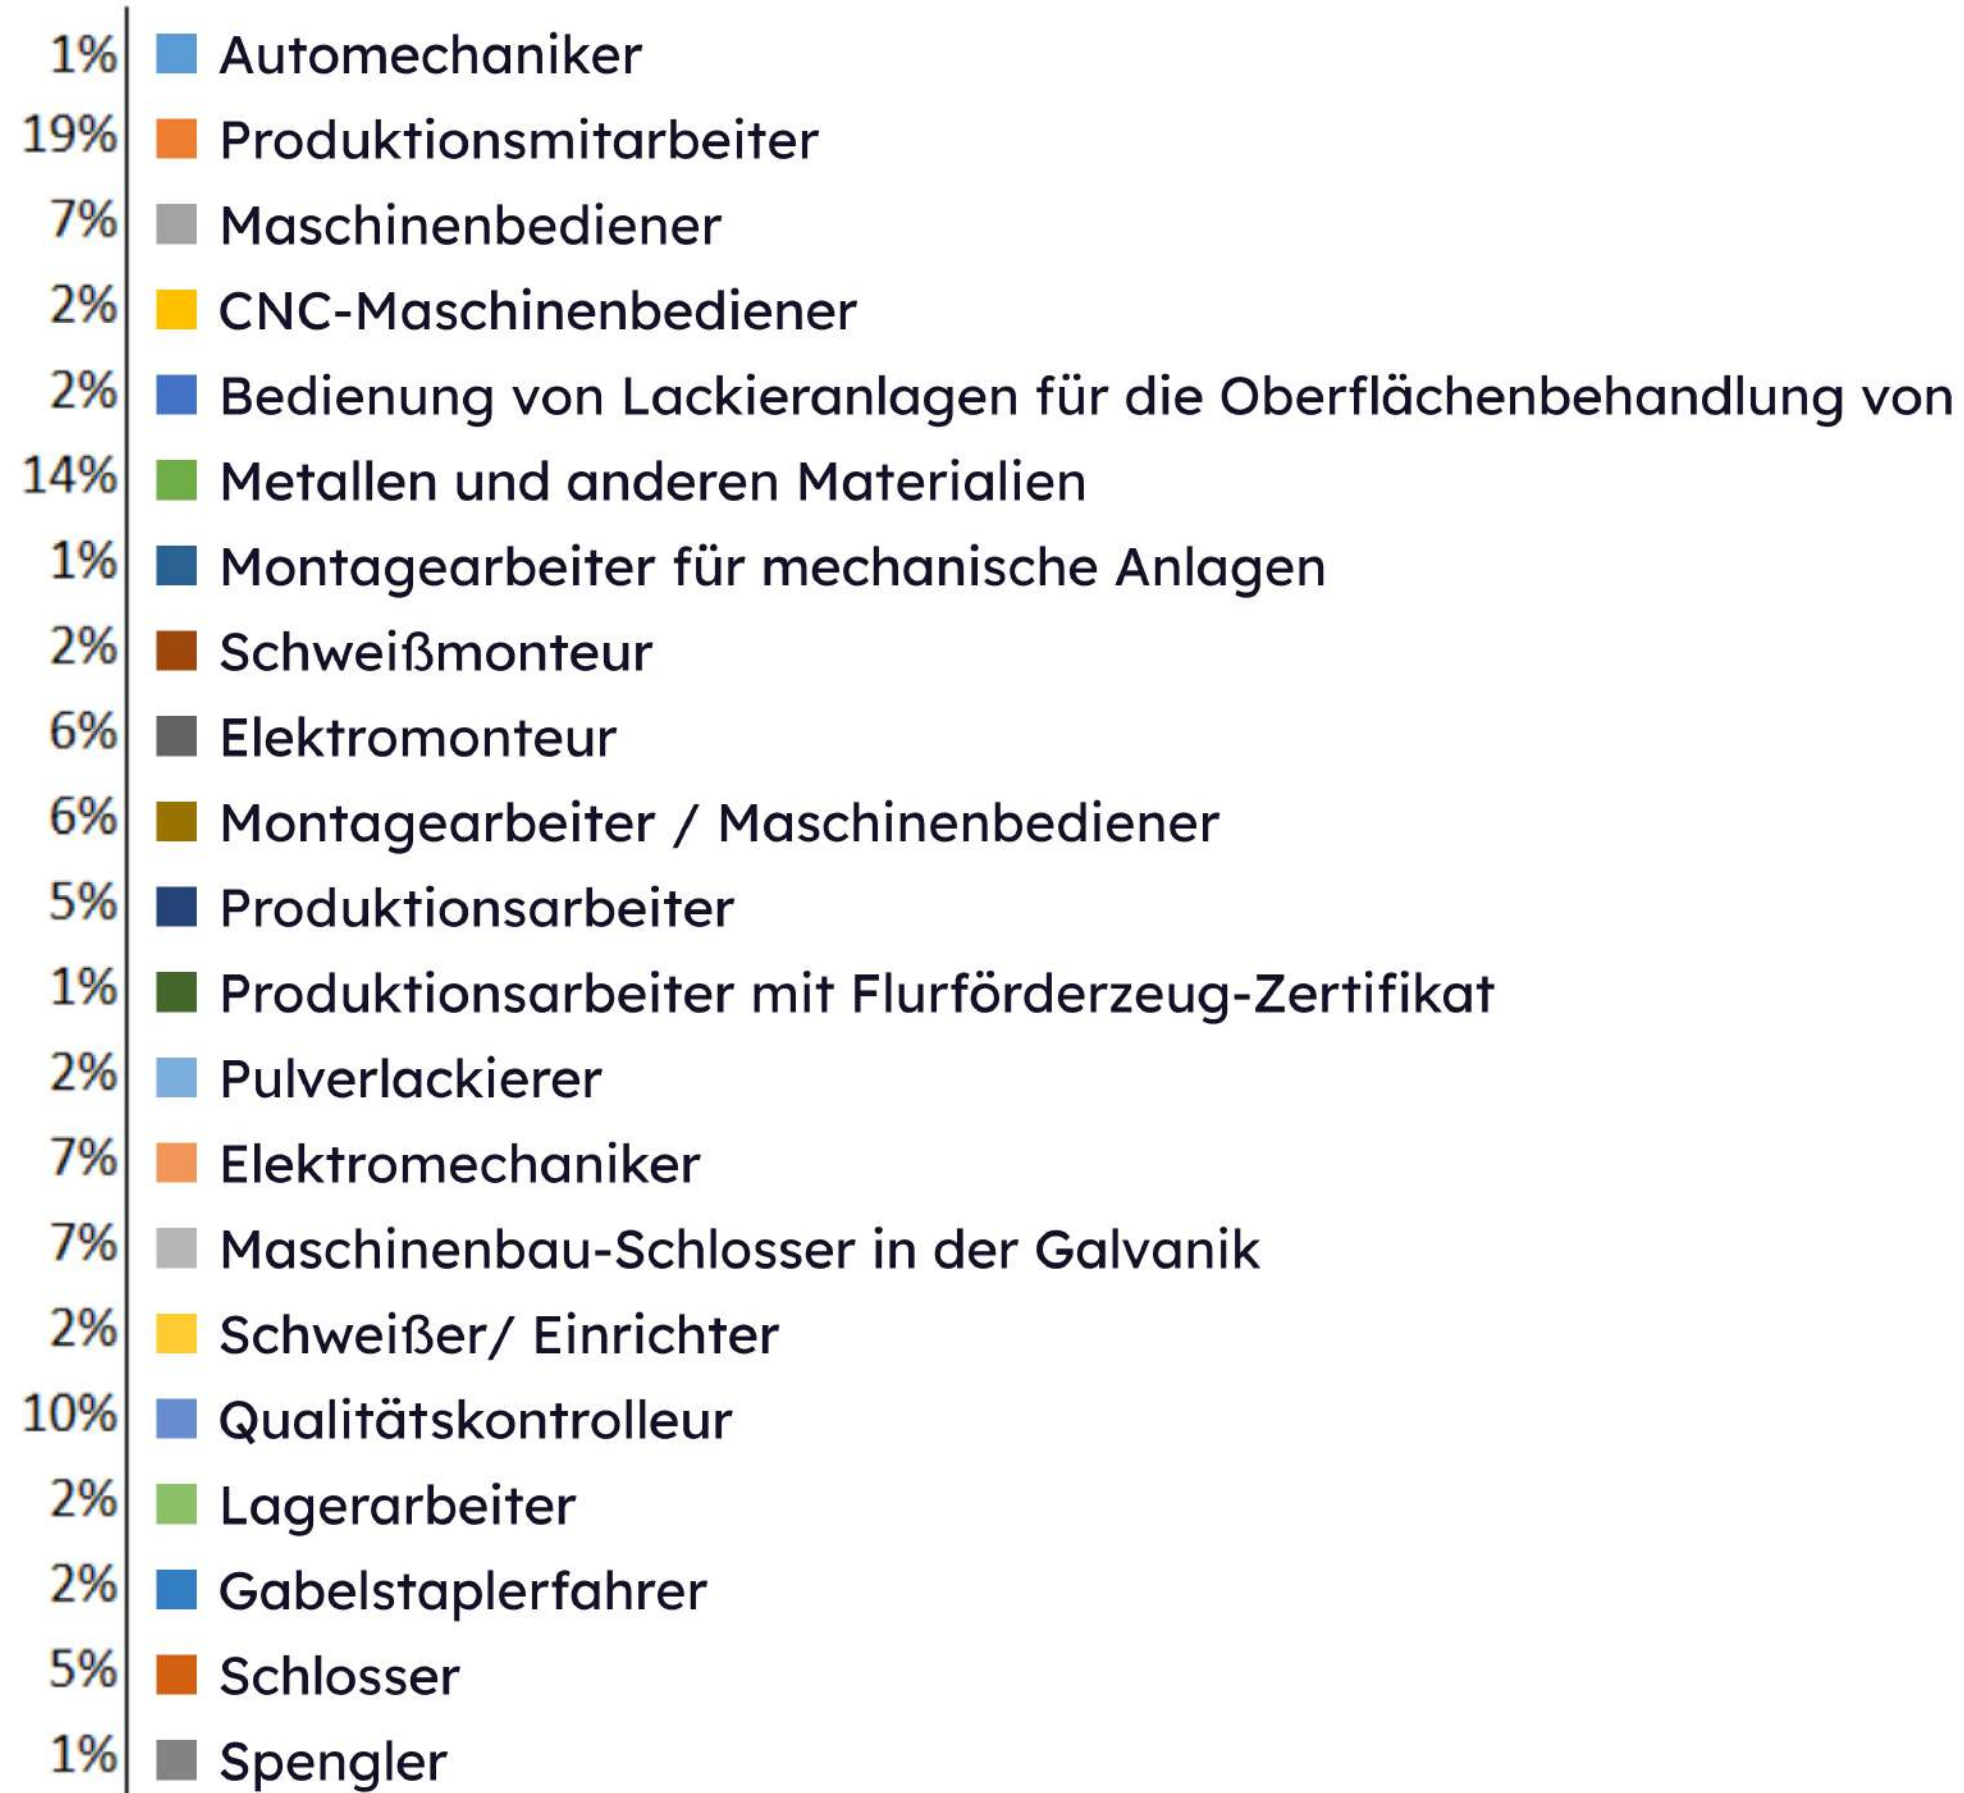 1% Automechaniker
19% Produktionsmitarbeiter
7% Maschinenbediener
2% CNC-Maschinenbediener
2% Bedienung von Lackieranlagen für die Oberflächenbehandlung von
14% Metallen und anderen Materialien
1% Montagearbeiter für mechanische Anlagen
2% Schweißmonteur
6% Elektromonteur
6% Montagearbeiter / Maschinenbediener
5% Produktionsarbeiter
1% Produktionsarbeiter mit Flurförderzeug-Zertifikat
2% Pulverlackierer
7% Elektromechaniker
7% Maschinenbau-Schlosser in der Galvanik
2% Schweißer/ Einrichter
10% Qualitätskontrolleur
2% Lagerarbeiter
2% Gabelstaplerfahrer
5% Schlosser
1% Spengler